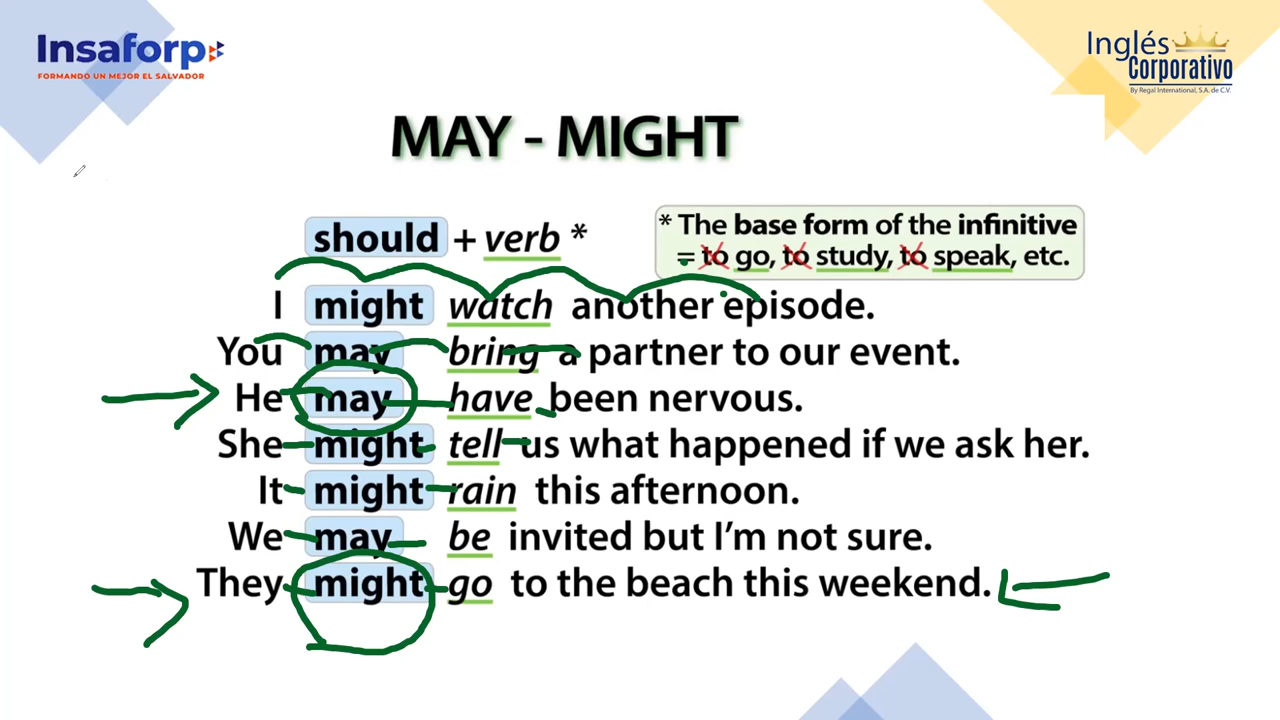 Insaforp
FORMANDO UN MEJOR EL SALVADOR
Inglés
Corporativo
By Regal International, S.A. de C.V.
MAY - MIGHT
should + verb *
* The base form of the infinitive
= to go, to study, to speak, etc.
I might watch another episode.
You may bring a partner to our event.
He may have been nervous.
She might tell us what happened if we ask her.
It might rain this afternoon.
We may be invited but I'm not sure.
They might go to the beach this weekend.